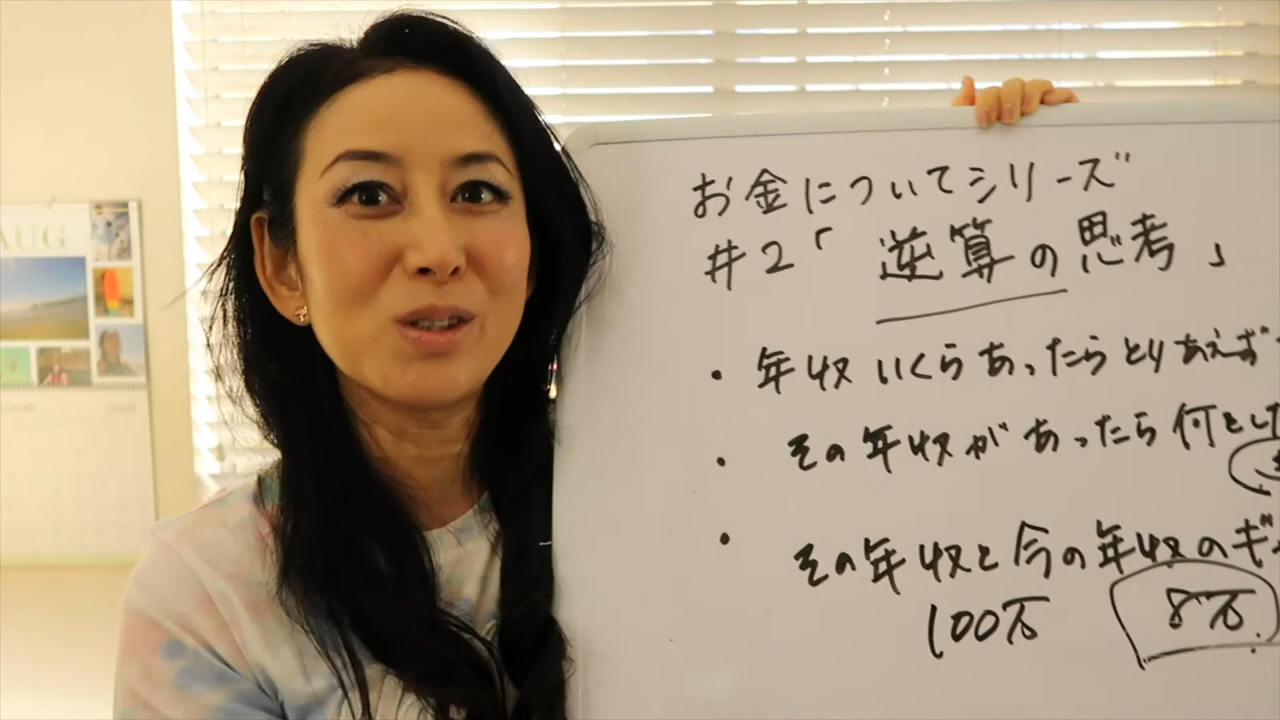 AUG
お金についてシリーズ
#2「逆算の思考」
・年収いくらあったらとりあえず
・その年収があったら何をした
・その年収と今の年収のギ
100万 8万